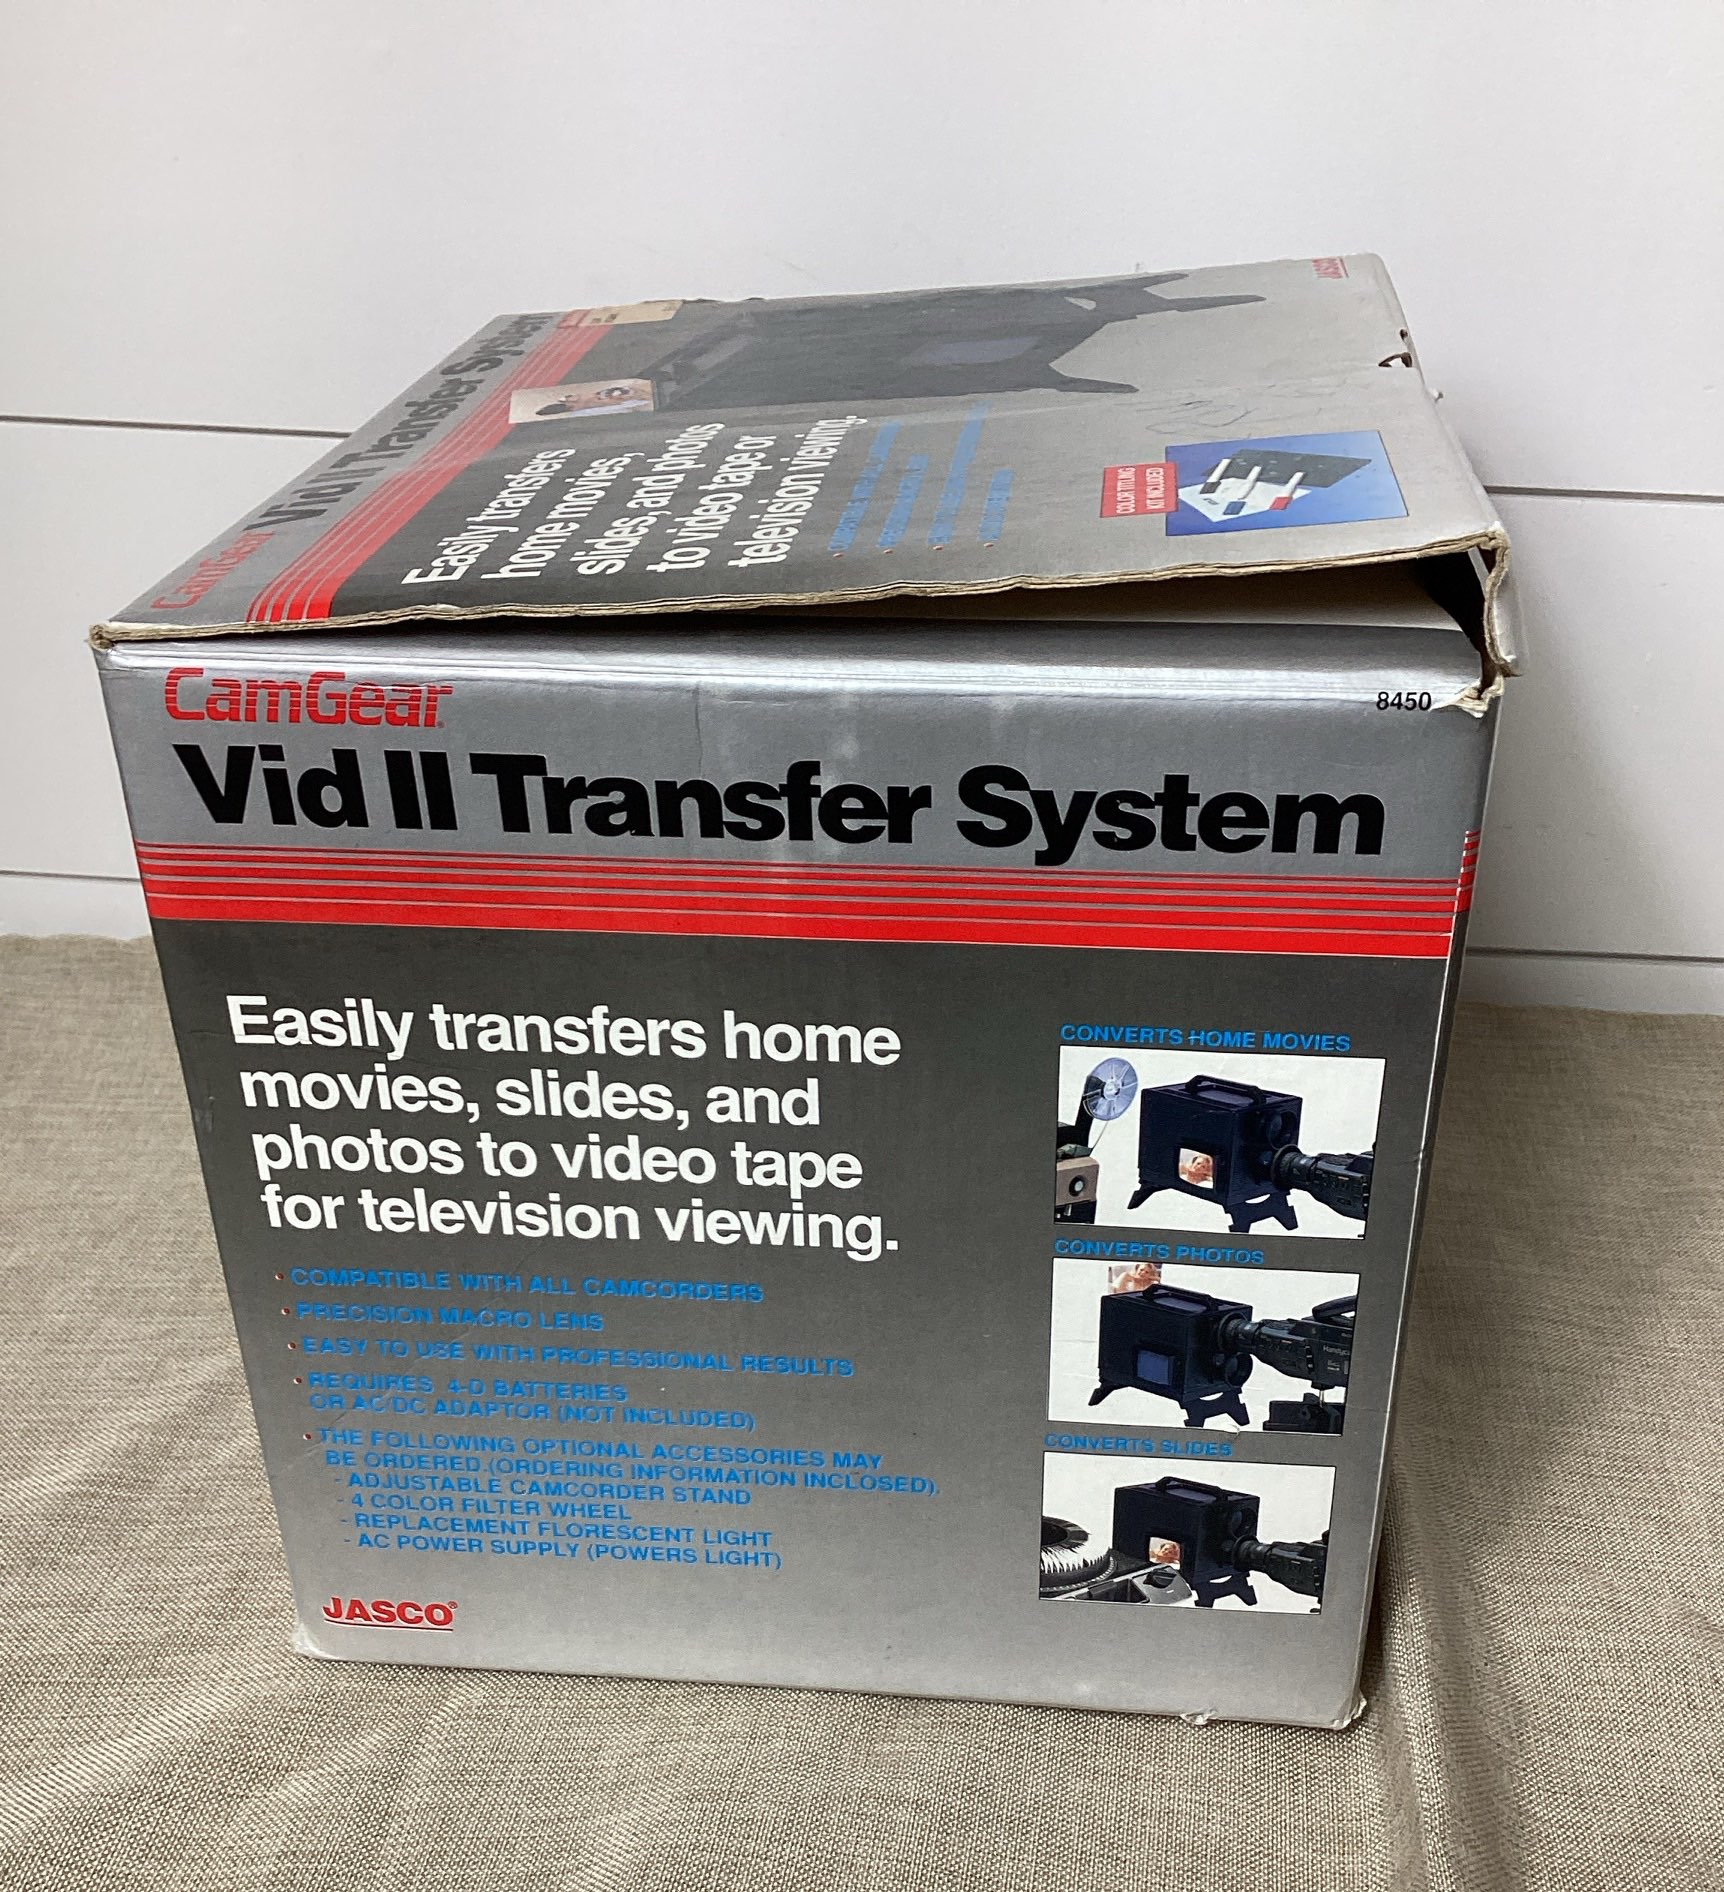 CamGear
Vid II Transfer System
Easily transfers
home movies,
slides, and photos
to video tape or
television viewing.
COLOR TITLING
KIT INCLUDED
JASCO
CamGear
8450
Vid II Transfer System
Easily transfers home
movies, slides, and
photos to video tape
for television viewing.
• COMPATIBLE WITH ALL CAMCORDERS
• PRECISION MACRO LENS
• EASY TO USE WITH PROFESSIONAL RESULTS
• REQUIRES 4-D BATTERIES
OR AC/DC ADAPTOR (NOT INCLUDED)
• THE FOLLOWING OPTIONAL ACCESSORIES MAY
BE ORDERED.(ORDERING INFORMATION INCLOSED).
- ADJUSTABLE CAMCORDER STAND
- 4 COLOR FILTER WHEEL
- REPLACEMENT FLORESCENT LIGHT
- AC POWER SUPPLY (POWERS LIGHT)
JASCO®
CONVERTS HOME MOVIES
CONVERTS PHOTOS
CONVERTS SLIDES